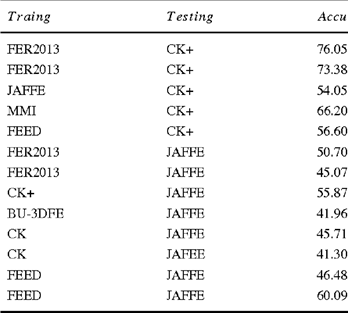 Traing Testing Accu
FER2013 CK+ 76.05
FER2013 CK+ 73.38
JAFFE CK+ 54.05
MMI CK+ 66.20
FEED CK+ 56.60
FER2013 JAFFE 50.70
FER2013 JAFFE 45.07
CK+ JAFFE 55.87
BU-3DFE JAFFE 41.96
CK JAFFE 45.71
CK JAFEE 41.30
FEED JAFFE 46.48
FEED JAFFE 60.09